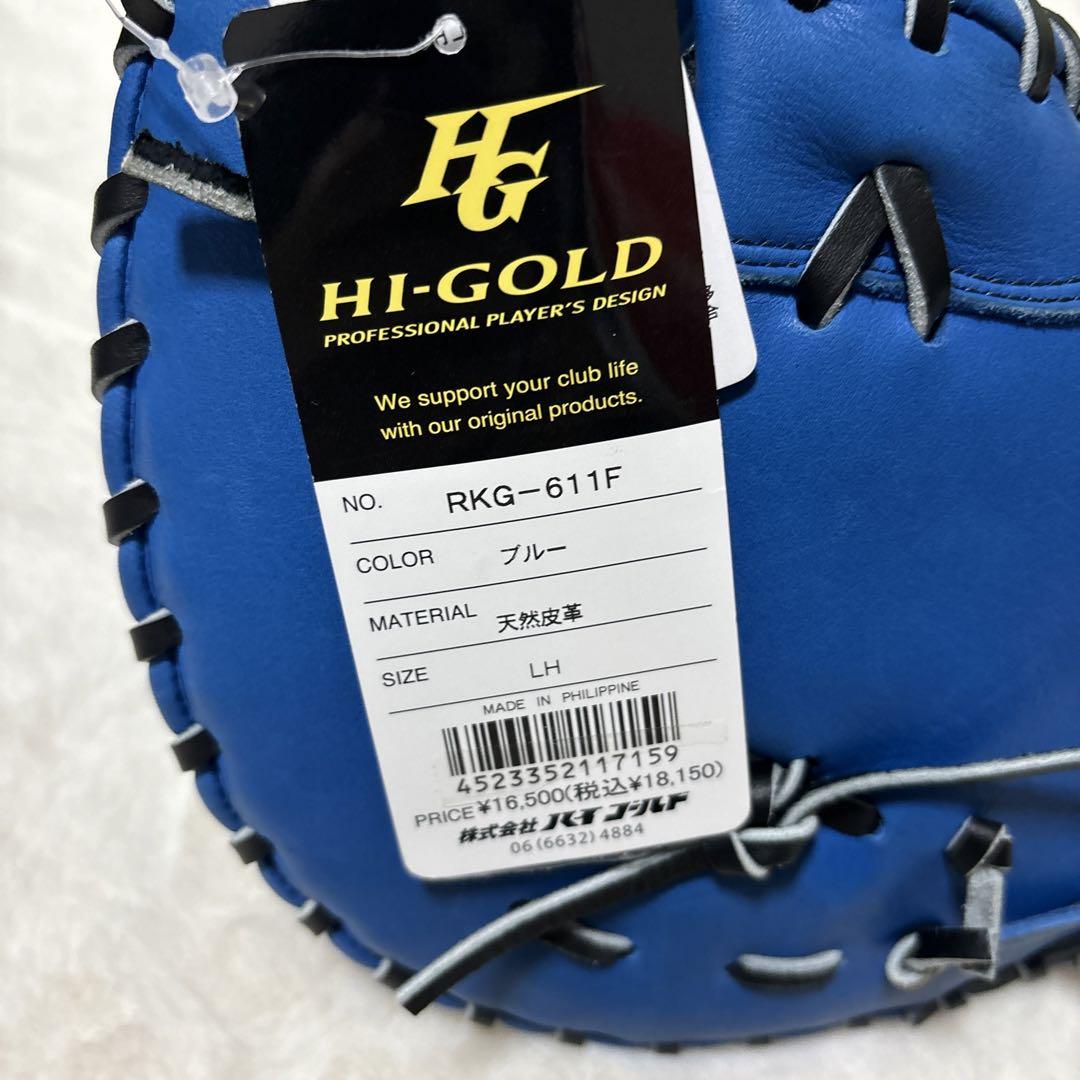 HG
HI-GOLD
PROFESSIONAL PLAYER'S DESIGN
We support your club life
with our original products.
NO. RKG-611F
COLOR ブルー
MATERIAL 天然皮革
SIZE LH
MADE IN PHILIPPINE
4523352117159
PRICE ¥16,500(税込¥18,150)
株式会社 ハイゴールド
06(6632)4884